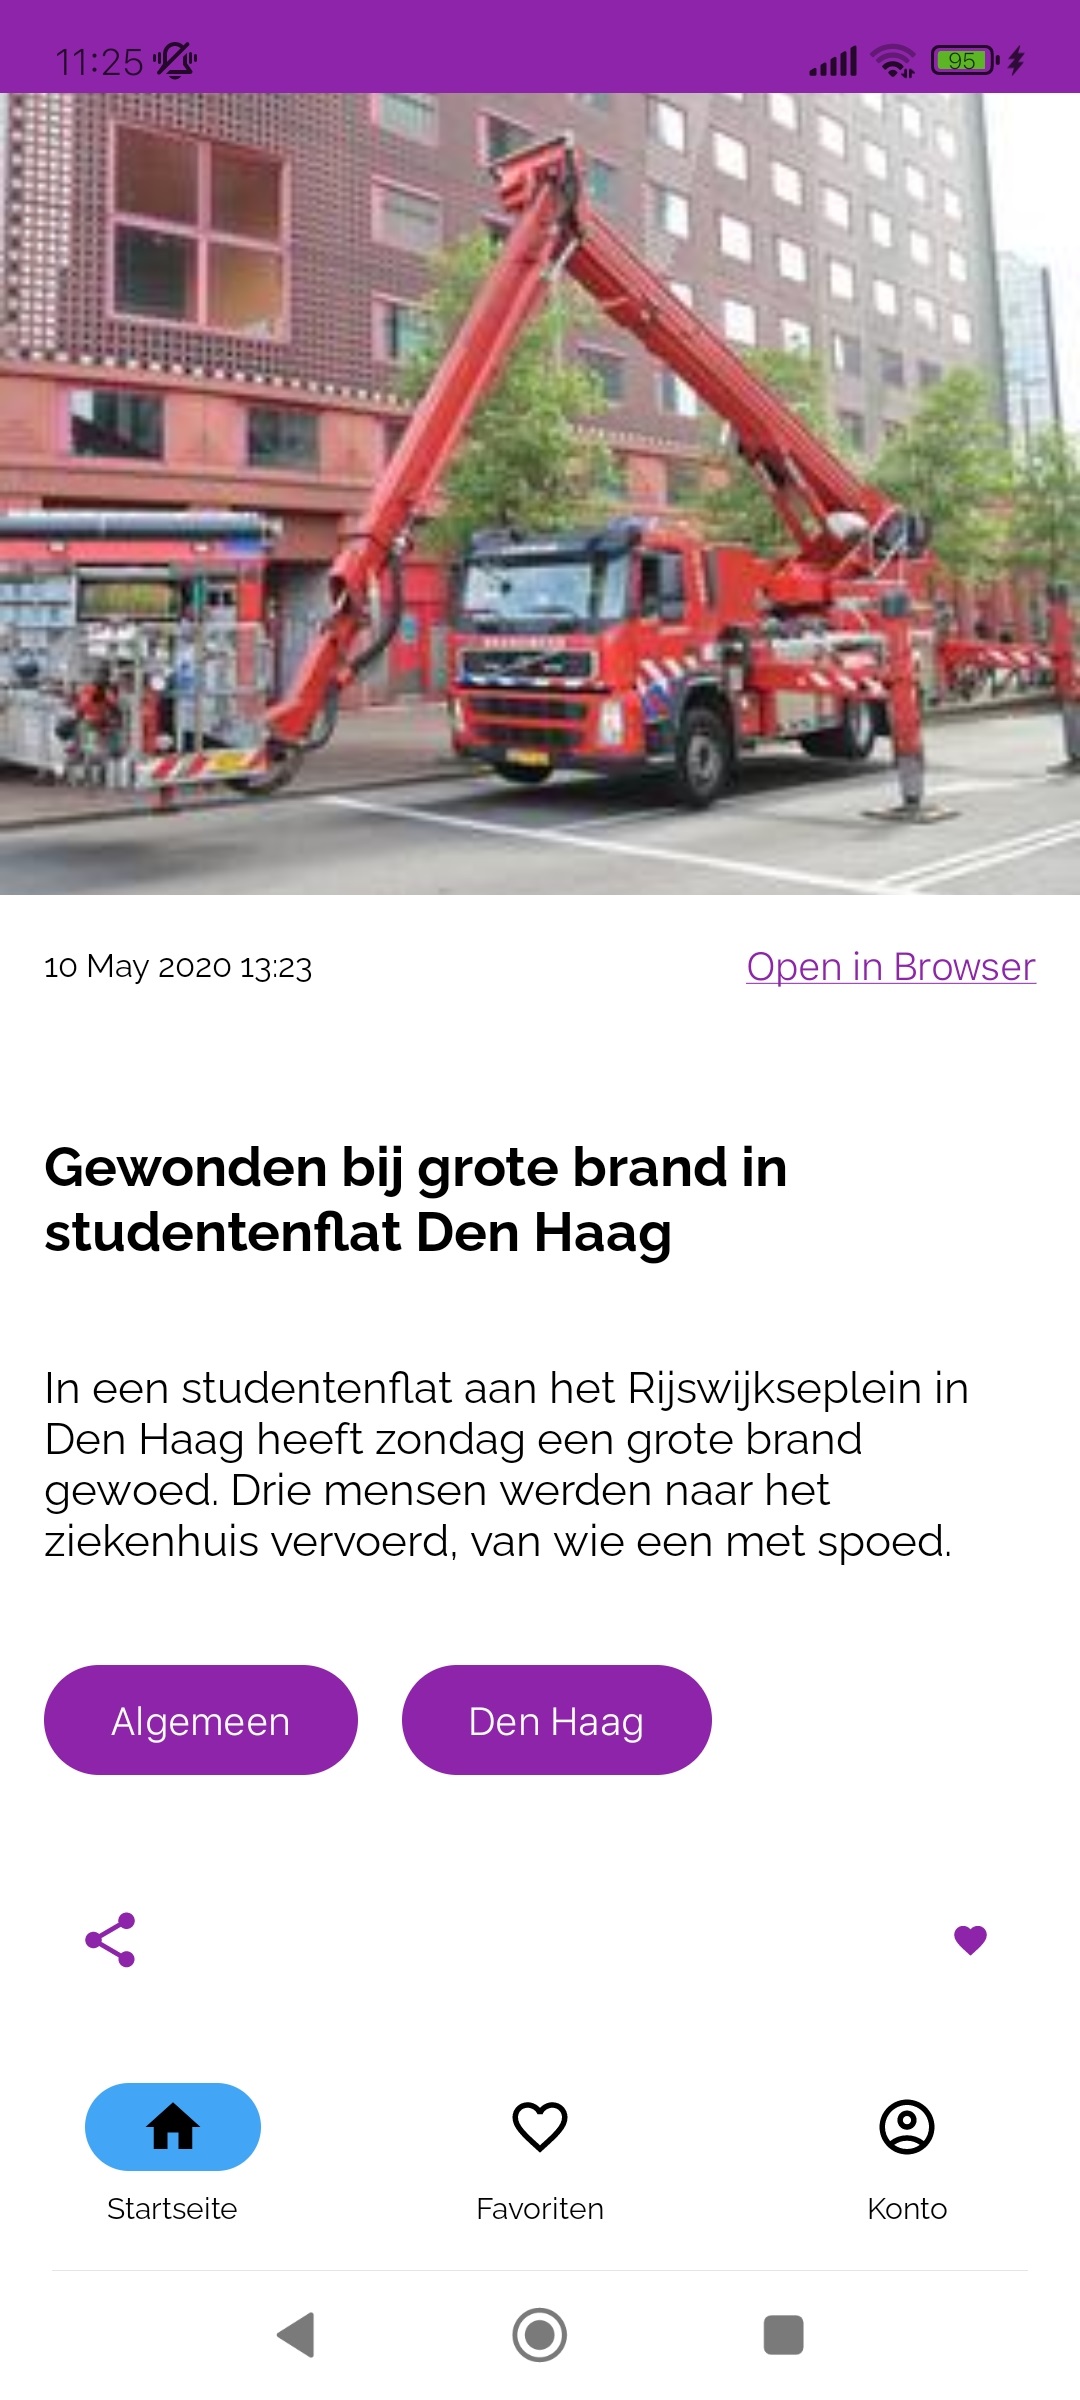 11:25
95
10 May 2020 13:23
Open in Browser
Gewonden bij grote brand in
studentenflat Den Haag
In een studentenflat aan het Rijswijkseplein in
Den Haag heeft zondag een grote brand
gewoed. Drie mensen werden naar het
ziekenhuis vervoerd, van wie een met spoed.
Algemeen
Den Haag
Startseite
Favoriten
Konto